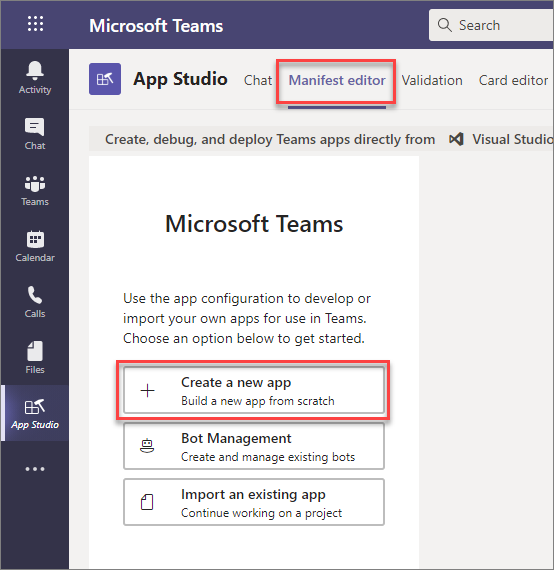 Microsoft Teams
Search
Activity
Chat
Teams
Calendar
Calls
Files
App Studio
App Studio
Chat
Manifest editor
Validation
Card editor
Create, debug, and deploy Teams apps directly from Visual Studio
Microsoft Teams
Use the app configuration to develop or
import your own apps for use in Teams.
Choose an option below to get started.
Create a new app
Build a new app from scratch
Bot Management
Create and manage existing bots
Import an existing app
Continue working on a project